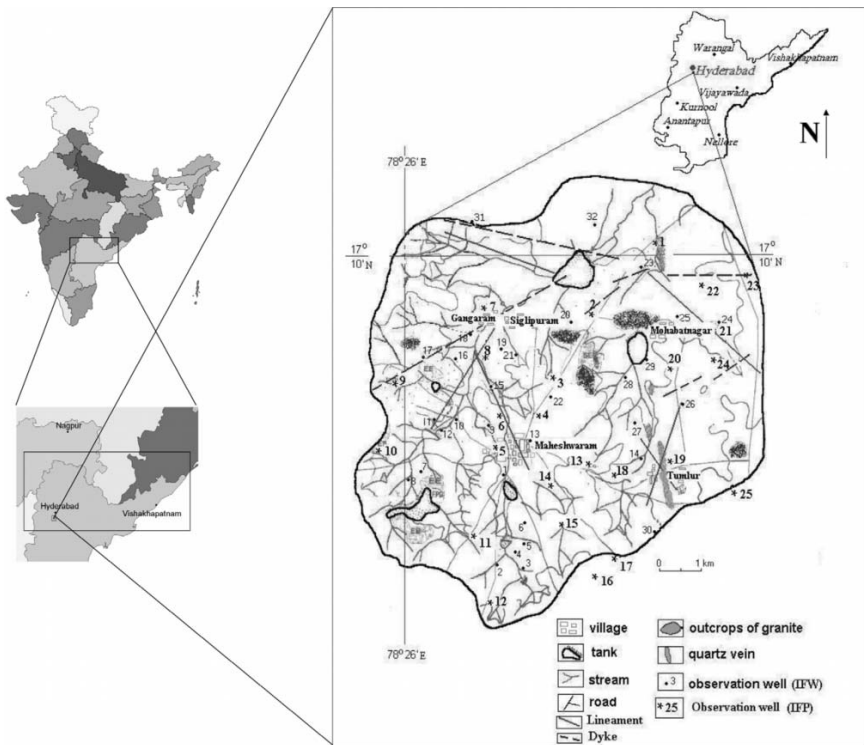 Nagpur
Hyderabad
Vishakhapatnam
Warangal
Vishakhapatnam
Hyderabad
Vijayawada
Kurnool
Anantapur
Nellore
N
78° 26' E
17°
10' N
17°
10' N
31
32
1
23
22
23
7
Gangaram
Siglipuram
20
2
25
24
21
Mohabatnagar
18
17
16
8
19
21
23
20
24
9
15
3
28
22
26
11
10
12
9
6
4
27
10
5
13
Maheshwaram
13
14
19
18
Tumlur
8
14
25
6
15
11
5
4
30
2
3
17
16
12
0 1 km
78° 26' E
village
tank
stream
road
Lineament
Dyke
outcrops of granite
quartz vein
3 observation well (IFW)
* 25 Observation well (IFP)